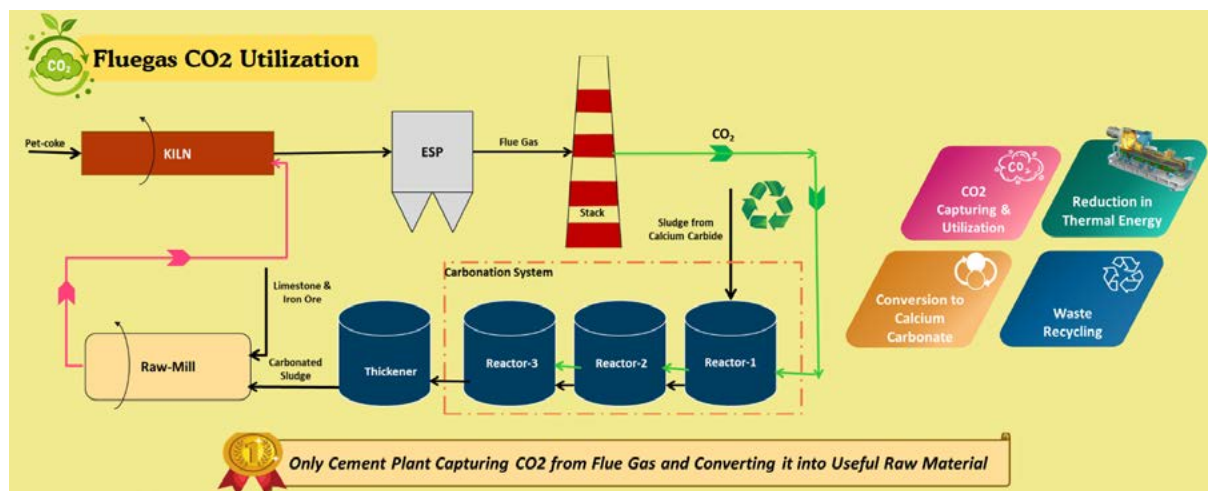 CO₂
Fluegas CO2 Utilization
Pet-coke
KILN
ESP
Flue Gas
Stack
CO₂
Sludge from
Calcium Carbide
Carbonation System
Limestone &
Iron Ore
Raw-Mill
Carbonated
Sludge
Thickener
Reactor-3
Reactor-2
Reactor-1
CO₂
CO2
Capturing &
Utilization
Reduction in
Thermal Energy
Conversion to
Calcium
Carbonate
Waste
Recycling
1
Only Cement Plant Capturing CO2 from Flue Gas and Converting it into Useful Raw Material